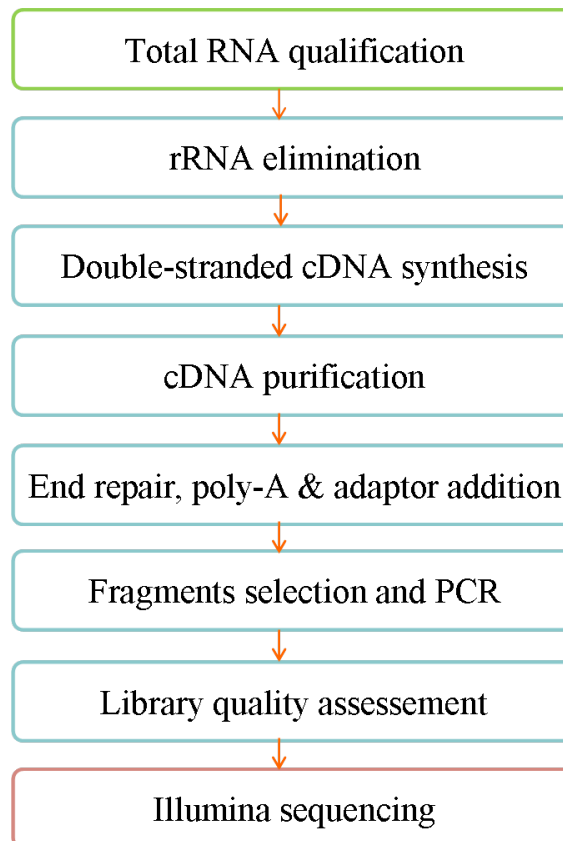 Total RNA qualification
rRNA elimination
Double-stranded cDNA synthesis
cDNA purification
End repair, poly-A & adaptor addition
Fragments selection and PCR
Library quality assessement
Illumina sequencing